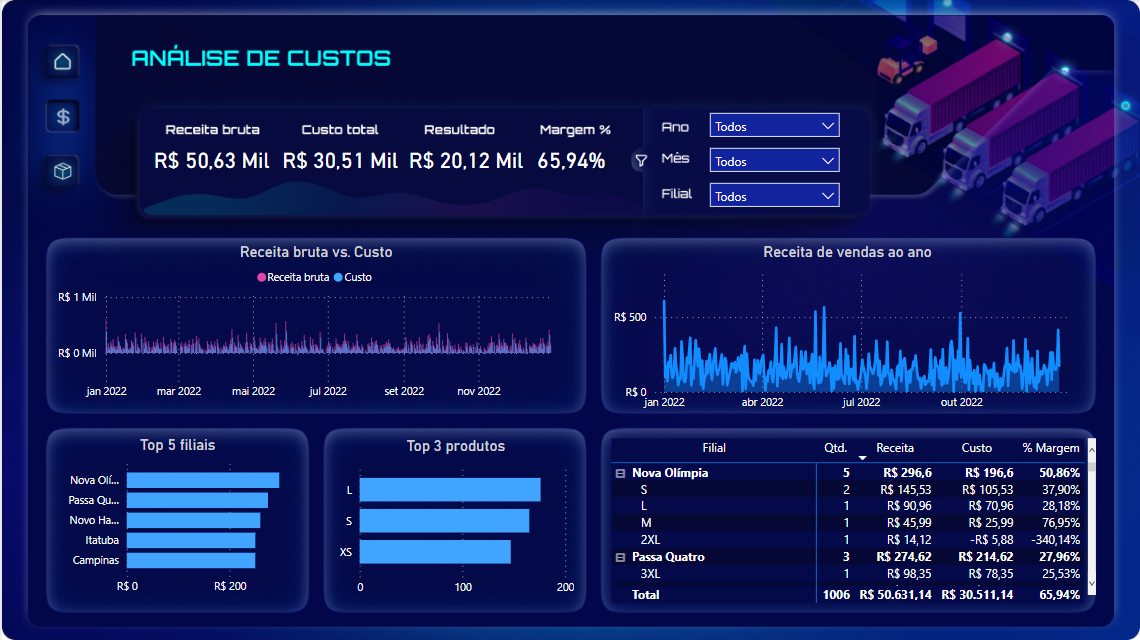 ANÁLISE DE CUSTOS
$
Receita bruta Custo total Resultado Margem %
R$ 50,63 Mil R$ 30,51 Mil R$ 20,12 Mil 65,94%
Ano Todos
Mês Todos
Filial Todos
Receita bruta vs. Custo
Receita bruta Custo
R$ 1 Mil
R$ 0 Mil
jan 2022 mar 2022 mai 2022 jul 2022 set 2022 nov 2022
Receita de vendas ao ano
R$ 500
R$ 0
jan 2022 abr 2022 jul 2022 out 2022
Top 5 filiais
Nova Olí...
Passa Qu...
Novo Ha...
Itatuba
Campinas
R$ 0 R$ 200
Top 3 produtos
L
S
XS
0 100 200
Filial Qtd. Receita Custo % Margem
Nova Olímpia 5 R$ 296,6 R$ 196,6 50,86%
S 2 R$ 145,53 R$ 105,53 37,90%
L 1 R$ 90,96 R$ 70,96 28,18%
M 1 R$ 45,99 R$ 25,99 76,95%
2XL 1 R$ 14,12 -R$ 5,88 -340,14%
Passa Quatro 3 R$ 274,62 R$ 214,62 27,96%
3XL 1 R$ 98,35 R$ 78,35 25,53%
Total 1006 R$ 50.631,14 R$ 30.511,14 65,94%